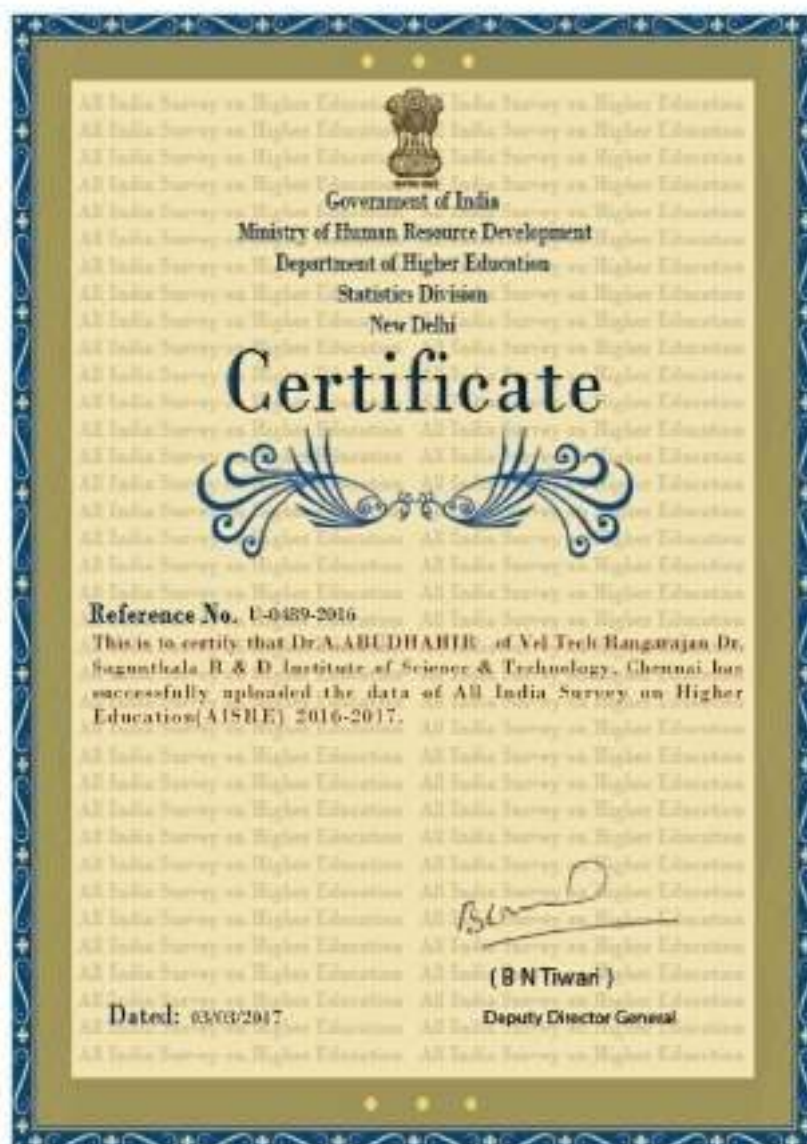 Government of India
Ministry of Human Resource Development
Department of Higher Education
Statistics Division
New Delhi
Certificate
Reference No. U-0489-2016
This is to certify that Dr.A.ABUDHAHIR of Vel Tech Rangarajan Dr.
Sagunthala R & D Institute of Science & Technology, Chennai has
successfully uploaded the data of All India Survey on Higher
Education(AISHE) 2016-2017.
( B N Tiwari )
Dated: 03/03/2017
Deputy Director General